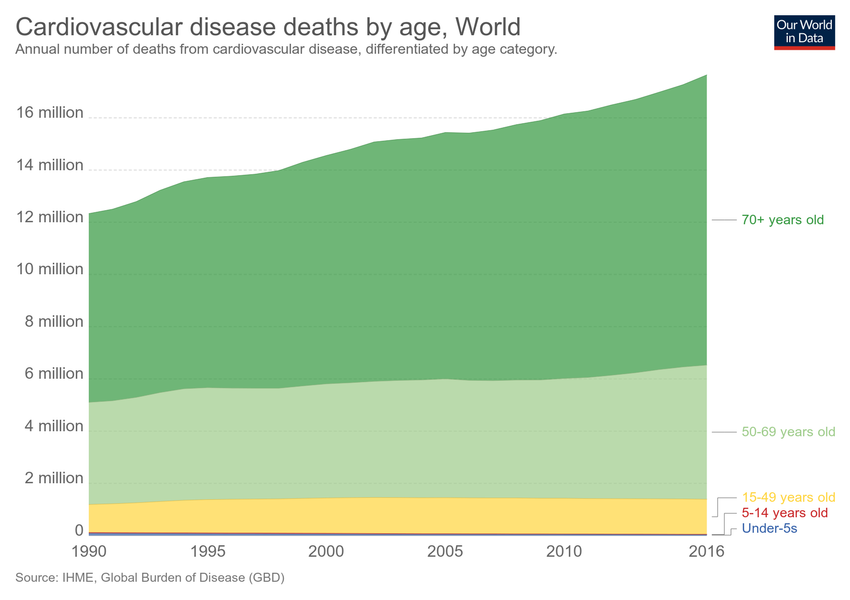 Cardiovascular disease deaths by age, World
Annual number of deaths from cardiovascular disease, differentiated by age category.
Our World
in Data
16 million
14 million
12 million
10 million
8 million
6 million
4 million
2 million
0
70+ years old
50-69 years old
15-49 years old
5-14 years old
Under-5s
1990
1995
2000
2005
2010
2016
Source: IHME, Global Burden of Disease (GBD)